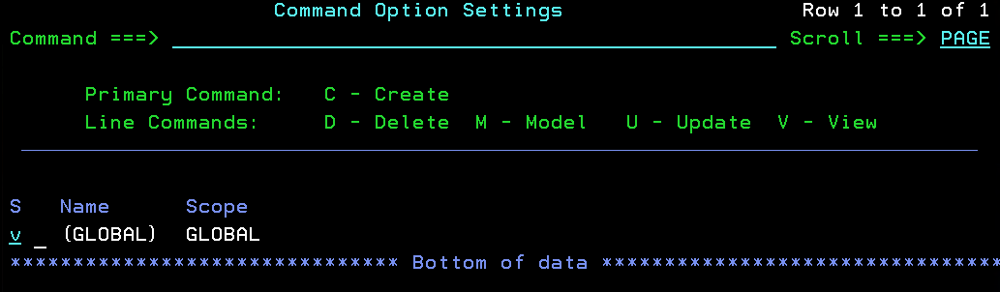 Command Option Settings Row 1 to 1 of 1
Command ===> ________________________________________________ Scroll ===> PAGE
Primary Command: C - Create
Line Commands: D - Delete M - Model U - Update V - View
S Name Scope
v _ (GLOBAL) GLOBAL
******************************* Bottom of data ********************************